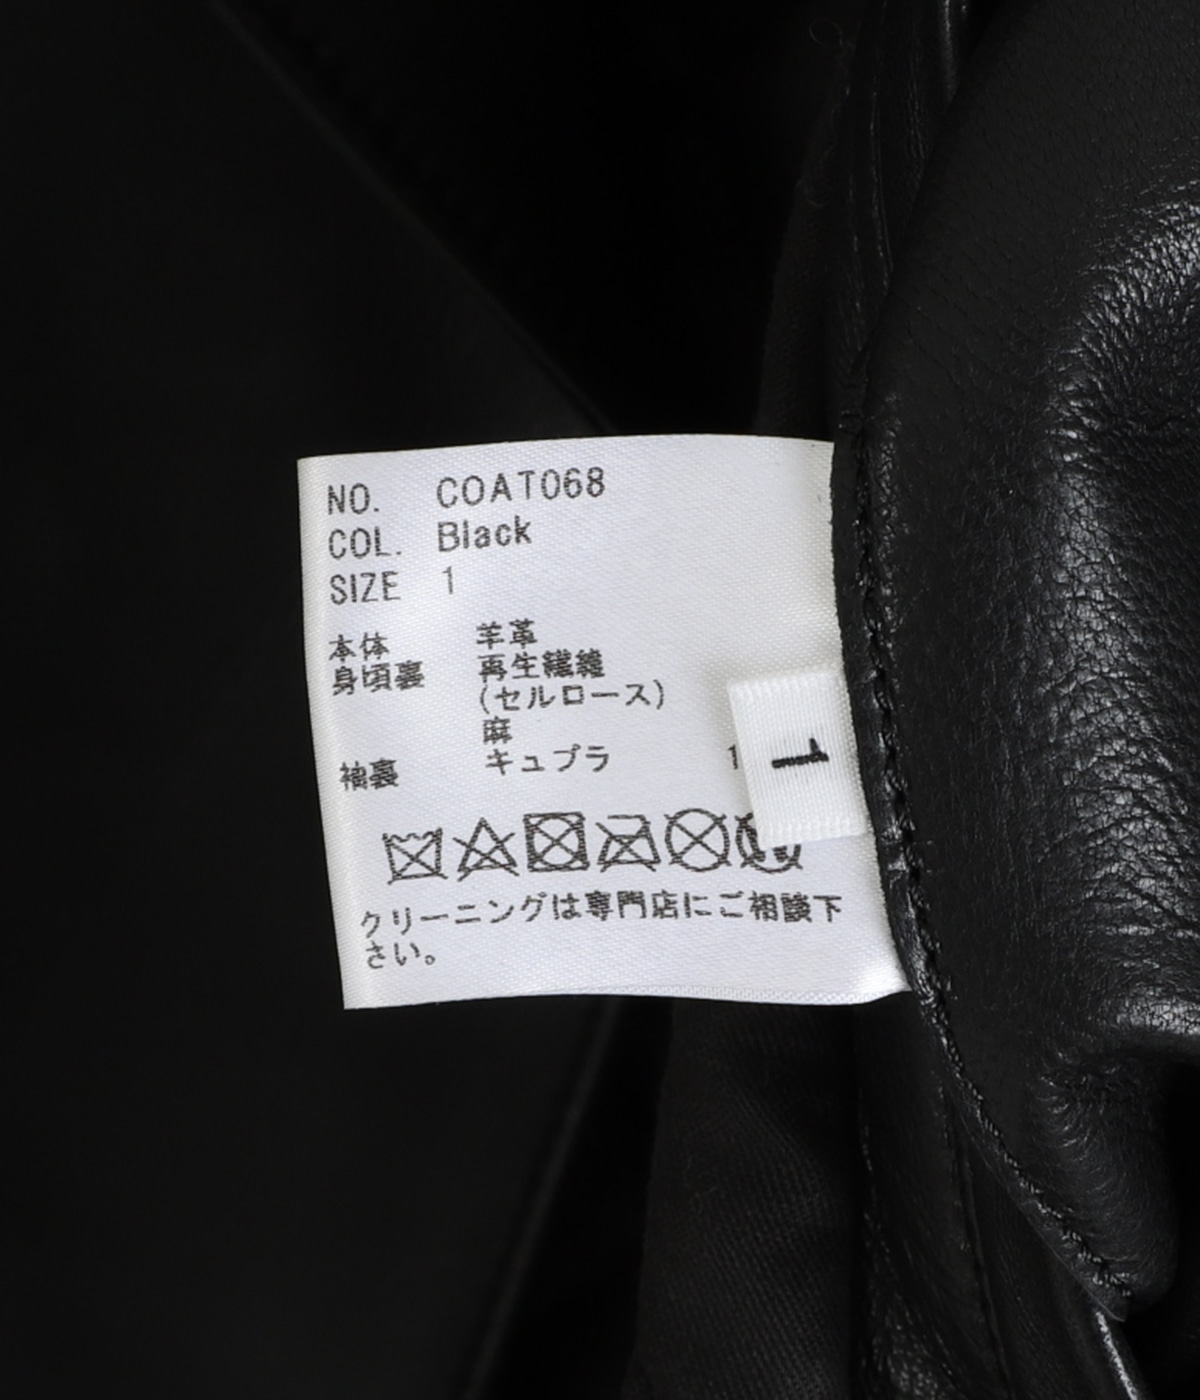 NO. COAT068
COL. Black
SIZE 1
本体 羊革
身頃裏 再生繊維
(セルロース)
麻
袖裏 キュプラ 1
1
クリーニングは専門店にご相談下
さい。